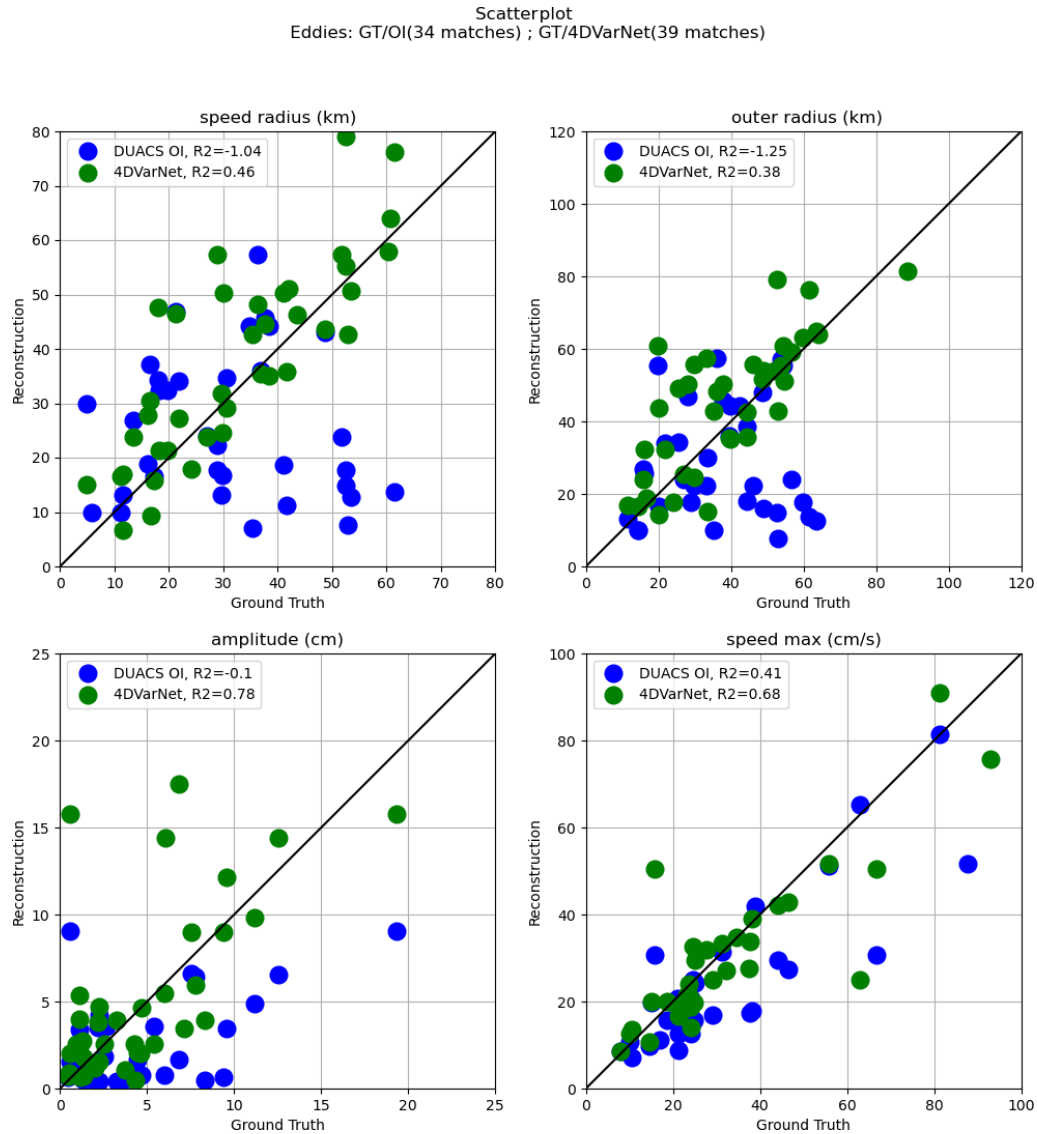 Scatterplot
Eddies: GT/OI(34 matches) ; GT/4DVarNet(39 matches)
speed radius (km)
DUACS OI, R2=-1.04
4DVarNet, R2=0.46
80
70
60
50
40
30
20
10
0
Reconstruction
0 10 20 30 40 50 60 70 80
Ground Truth
outer radius (km)
DUACS OI, R2=-1.25
4DVarNet, R2=0.38
120
100
80
60
40
20
0
Reconstruction
0 20 40 60 80 100 120
Ground Truth
amplitude (cm)
DUACS OI, R2=-0.1
4DVarNet, R2=0.78
25
20
15
10
5
0
Reconstruction
0 5 10 15 20 25
Ground Truth
speed max (cm/s)
DUACS OI, R2=0.41
4DVarNet, R2=0.68
100
80
60
40
20
0
Reconstruction
0 20 40 60 80 100
Ground Truth